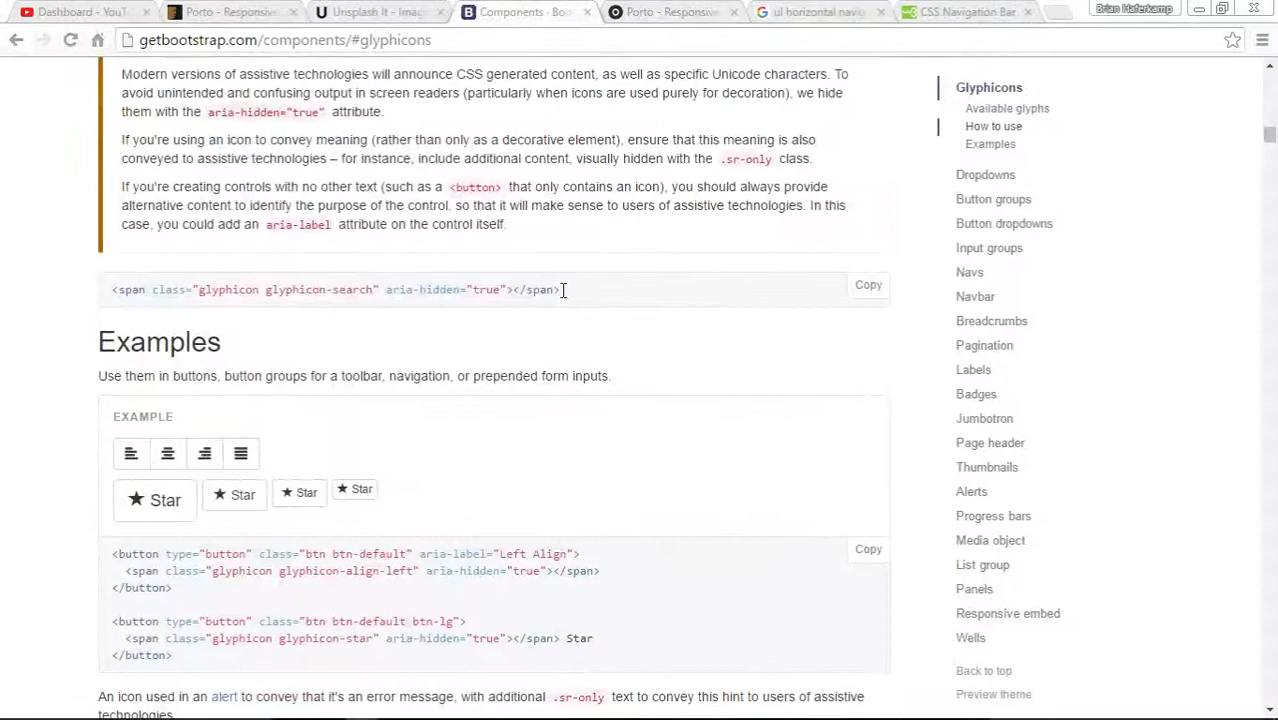 Dashboard - YouT
Porto - Responsive
Unsplash It - Imag
Components · Boo
Porto - Responsive
ul horizontal navig
CSS Navigation Bar
Brian Haferkamp
getbootstrap.com/components/#glyphicons
Modern versions of assistive technologies will announce CSS generated content, as well as specific Unicode characters. To
avoid unintended and confusing output in screen readers (particularly when icons are used purely for decoration), we hide
them with the aria-hidden="true" attribute.
If you're using an icon to convey meaning (rather than only as a decorative element), ensure that this meaning is also
conveyed to assistive technologies – for instance, include additional content, visually hidden with the .sr-only class.
If you're creating controls with no other text (such as a <button> that only contains an icon), you should always provide
alternative content to identify the purpose of the control, so that it will make sense to users of assistive technologies. In this
case, you could add an aria-label attribute on the control itself.
<span class="glyphicon glyphicon-search" aria-hidden="true"></span>
Copy
Examples
Use them in buttons, button groups for a toolbar, navigation, or prepended form inputs.
EXAMPLE
Star
Star
Star
Star
<button type="button" class="btn btn-default" aria-label="Left Align">
<span class="glyphicon glyphicon-align-left" aria-hidden="true"></span>
</button>
<button type="button" class="btn btn-default btn-lg">
<span class="glyphicon glyphicon-star" aria-hidden="true"></span> Star
</button>
Copy
An icon used in an alert to convey that it's an error message, with additional .sr-only text to convey this hint to users of assistive
technologies.
Glyphicons
Available glyphs
How to use
Examples
Dropdowns
Button groups
Button dropdowns
Input groups
Navs
Navbar
Breadcrumbs
Pagination
Labels
Badges
Jumbotron
Page header
Thumbnails
Alerts
Progress bars
Media object
List group
Panels
Responsive embed
Wells
Back to top
Preview theme